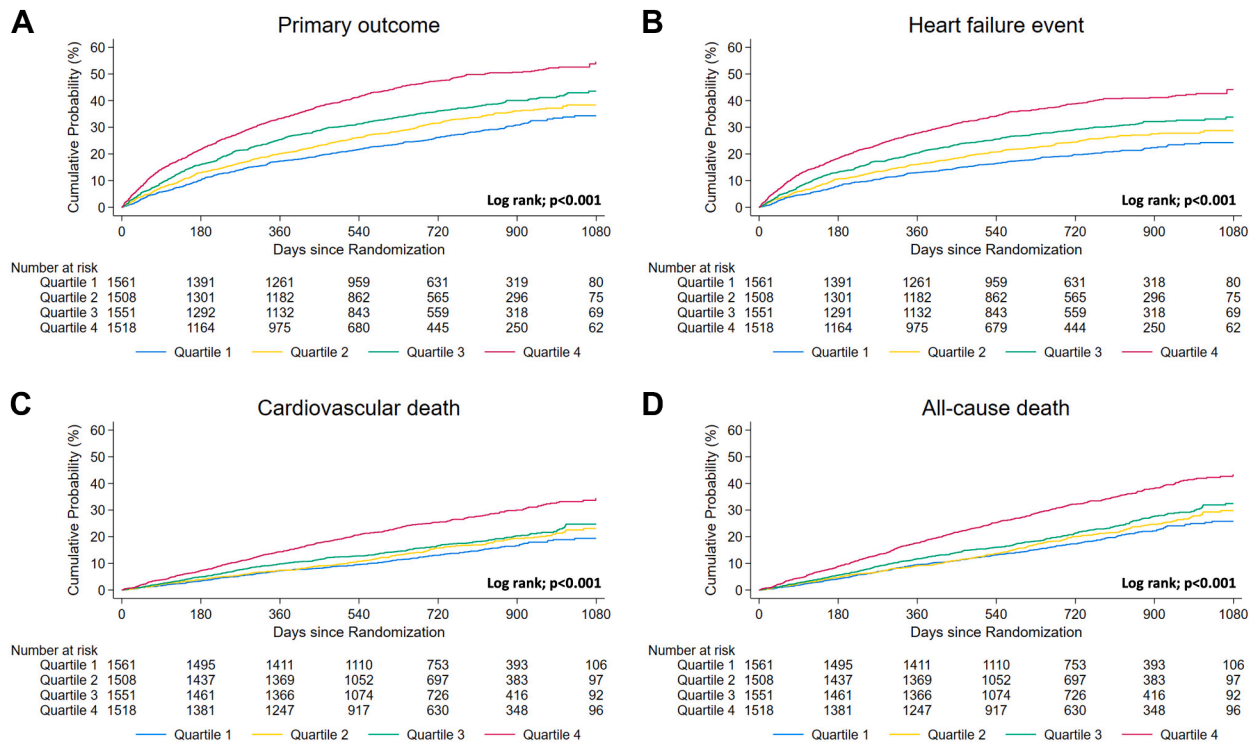 A
Primary outcome
Cumulative Probability (%)
60
50
40
30
20
10
0
Log rank; p<0.001
0 180 360 540 720 900 1080
Days since Randomization
Number at risk
Quartile 1 1561 1391 1261 959 631 319 80
Quartile 2 1508 1301 1182 862 565 296 75
Quartile 3 1551 1292 1132 843 559 318 69
Quartile 4 1518 1164 975 680 445 250 62
Quartile 1 Quartile 2 Quartile 3 Quartile 4
B
Heart failure event
Cumulative Probability (%)
60
50
40
30
20
10
0
Log rank; p<0.001
0 180 360 540 720 900 1080
Days since Randomization
Number at risk
Quartile 1 1561 1391 1261 959 631 318 80
Quartile 2 1508 1301 1182 862 565 296 75
Quartile 3 1551 1291 1132 843 559 318 69
Quartile 4 1518 1164 975 679 444 250 62
Quartile 1 Quartile 2 Quartile 3 Quartile 4
C
Cardiovascular death
Cumulative Probability (%)
60
50
40
30
20
10
0
Log rank; p<0.001
0 180 360 540 720 900 1080
Days since Randomization
Number at risk
Quartile 1 1561 1495 1411 1110 753 393 106
Quartile 2 1508 1437 1369 1052 697 383 97
Quartile 3 1551 1461 1366 1074 726 416 92
Quartile 4 1518 1381 1247 917 630 348 96
Quartile 1 Quartile 2 Quartile 3 Quartile 4
D
All-cause death
Cumulative Probability (%)
60
50
40
30
20
10
0
Log rank; p<0.001
0 180 360 540 720 900 1080
Days since Randomization
Number at risk
Quartile 1 1561 1495 1411 1110 753 393 106
Quartile 2 1508 1437 1369 1052 697 383 97
Quartile 3 1551 1461 1366 1074 726 416 92
Quartile 4 1518 1381 1247 917 630 348 96
Quartile 1 Quartile 2 Quartile 3 Quartile 4